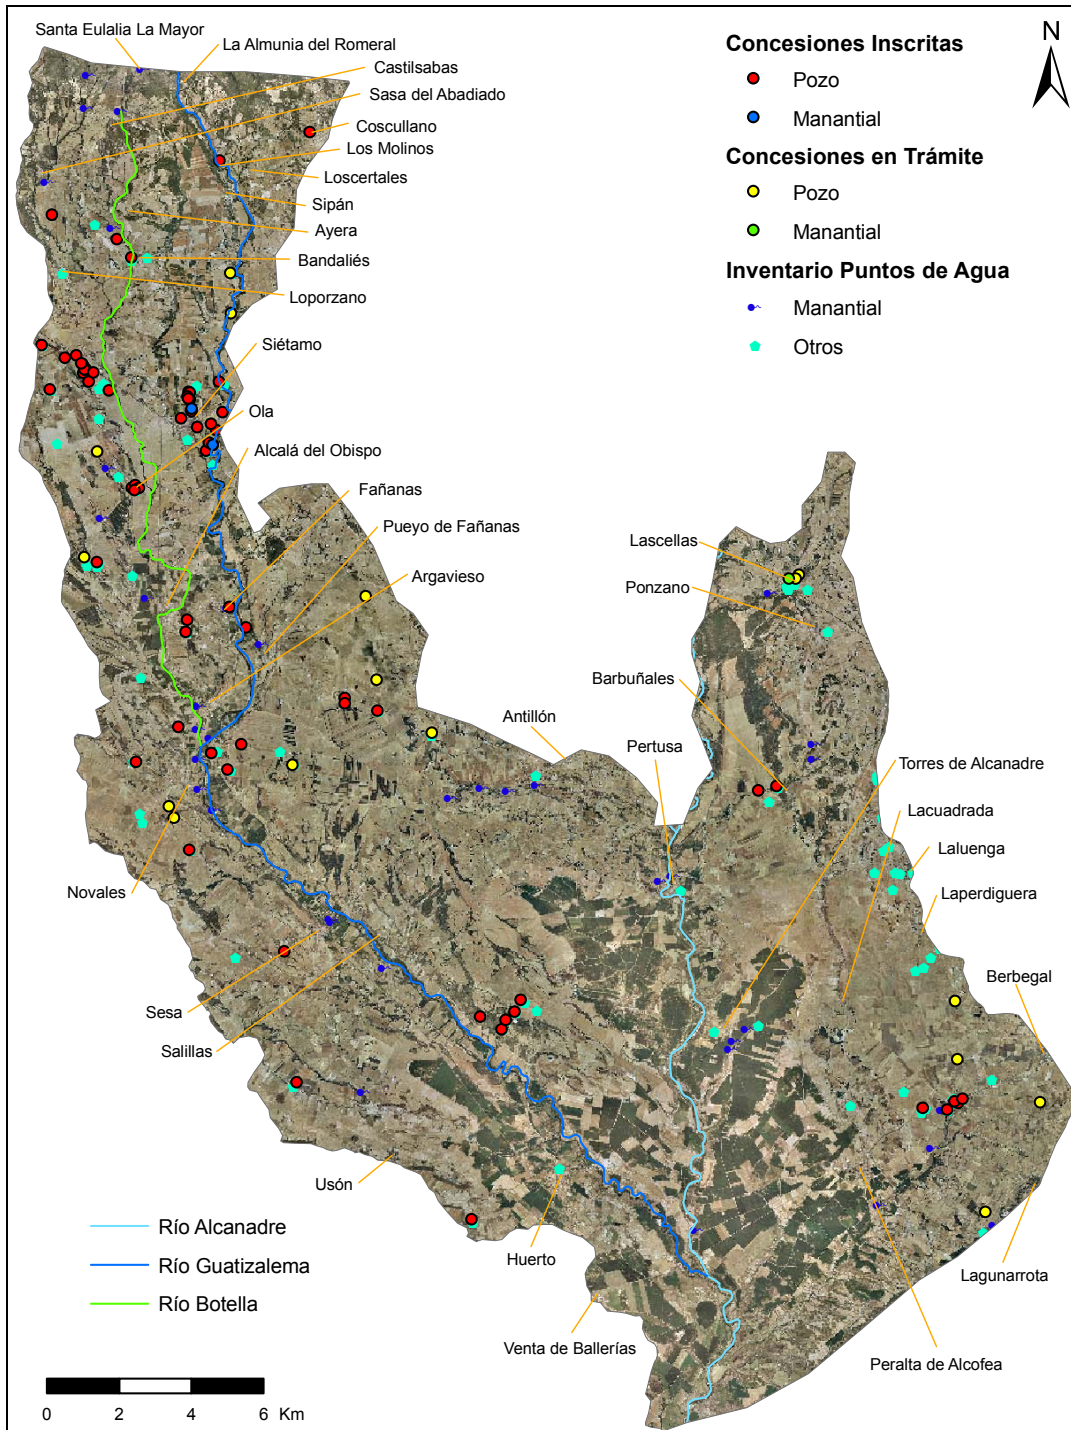 Santa Eulalia La Mayor
La Almunia del Romeral
Castilsabas
Sasa del Abadiado
Coscullano
Los Molinos
Loscertales
Sipán
Ayera
Bandaliés
Loporzano
Siétamo
Ola
Alcalá del Obispo
Fañanas
Pueyo de Fañanas
Argavieso
Concesiones Inscritas
Pozo
Manantial
Concesiones en Trámite
Pozo
Manantial
Inventario Puntos de Agua
Manantial
Otros
N
Lascellas
Ponzano
Barbuñales
Antillón
Pertusa
Torres de Alcanadre
Lacuadrada
Laluenga
Laperdiguera
Berbegal
Novales
Sesa
Salillas
Usón
Huerto
Venta de Ballerías
Lagunarrota
Peralta de Alcofea
Río Alcanadre
Río Guatizalema
Río Botella
0 2 4 6 Km